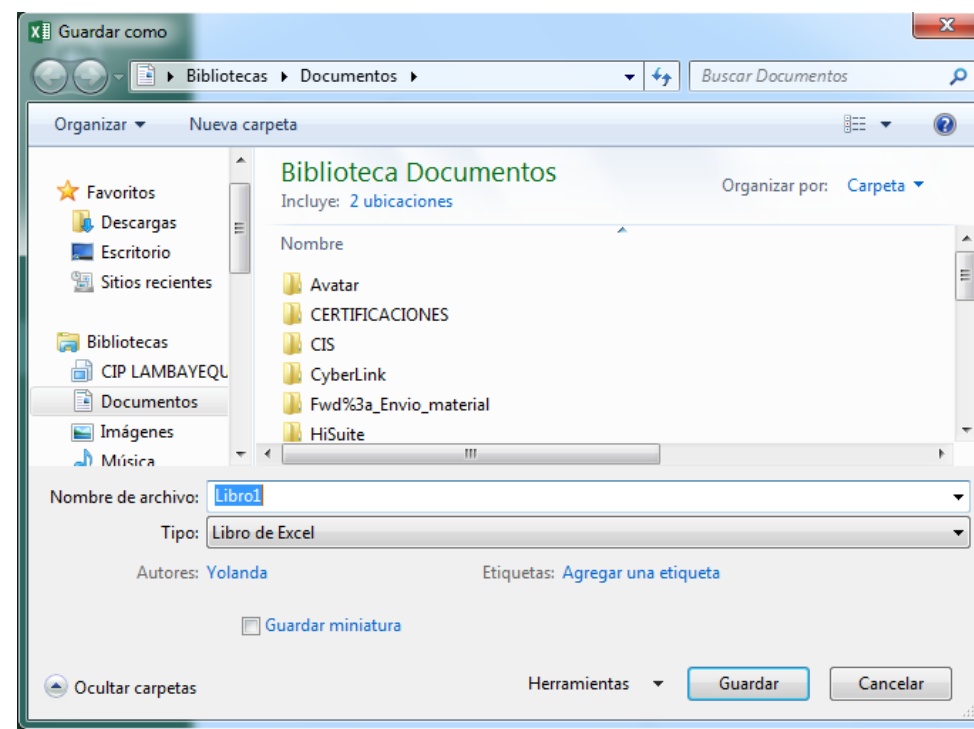 Guardar como
Bibliotecas Documentos
Buscar Documentos
Organizar
Nueva carpeta
Favoritos
Descargas
Escritorio
Sitios recientes
Bibliotecas
CIP LAMBAYEQU
Documentos
Imágenes
Música
Biblioteca Documentos
Incluye: 2 ubicaciones
Organizar por: Carpeta
Nombre
Avatar
CERTIFICACIONES
CIS
CyberLink
Fwd%3a_Envio_material
HiSuite
Nombre de archivo: Libro1
Tipo: Libro de Excel
Autores: Yolanda
Etiquetas: Agregar una etiqueta
Guardar miniatura
Ocultar carpetas
Herramientas
Guardar
Cancelar